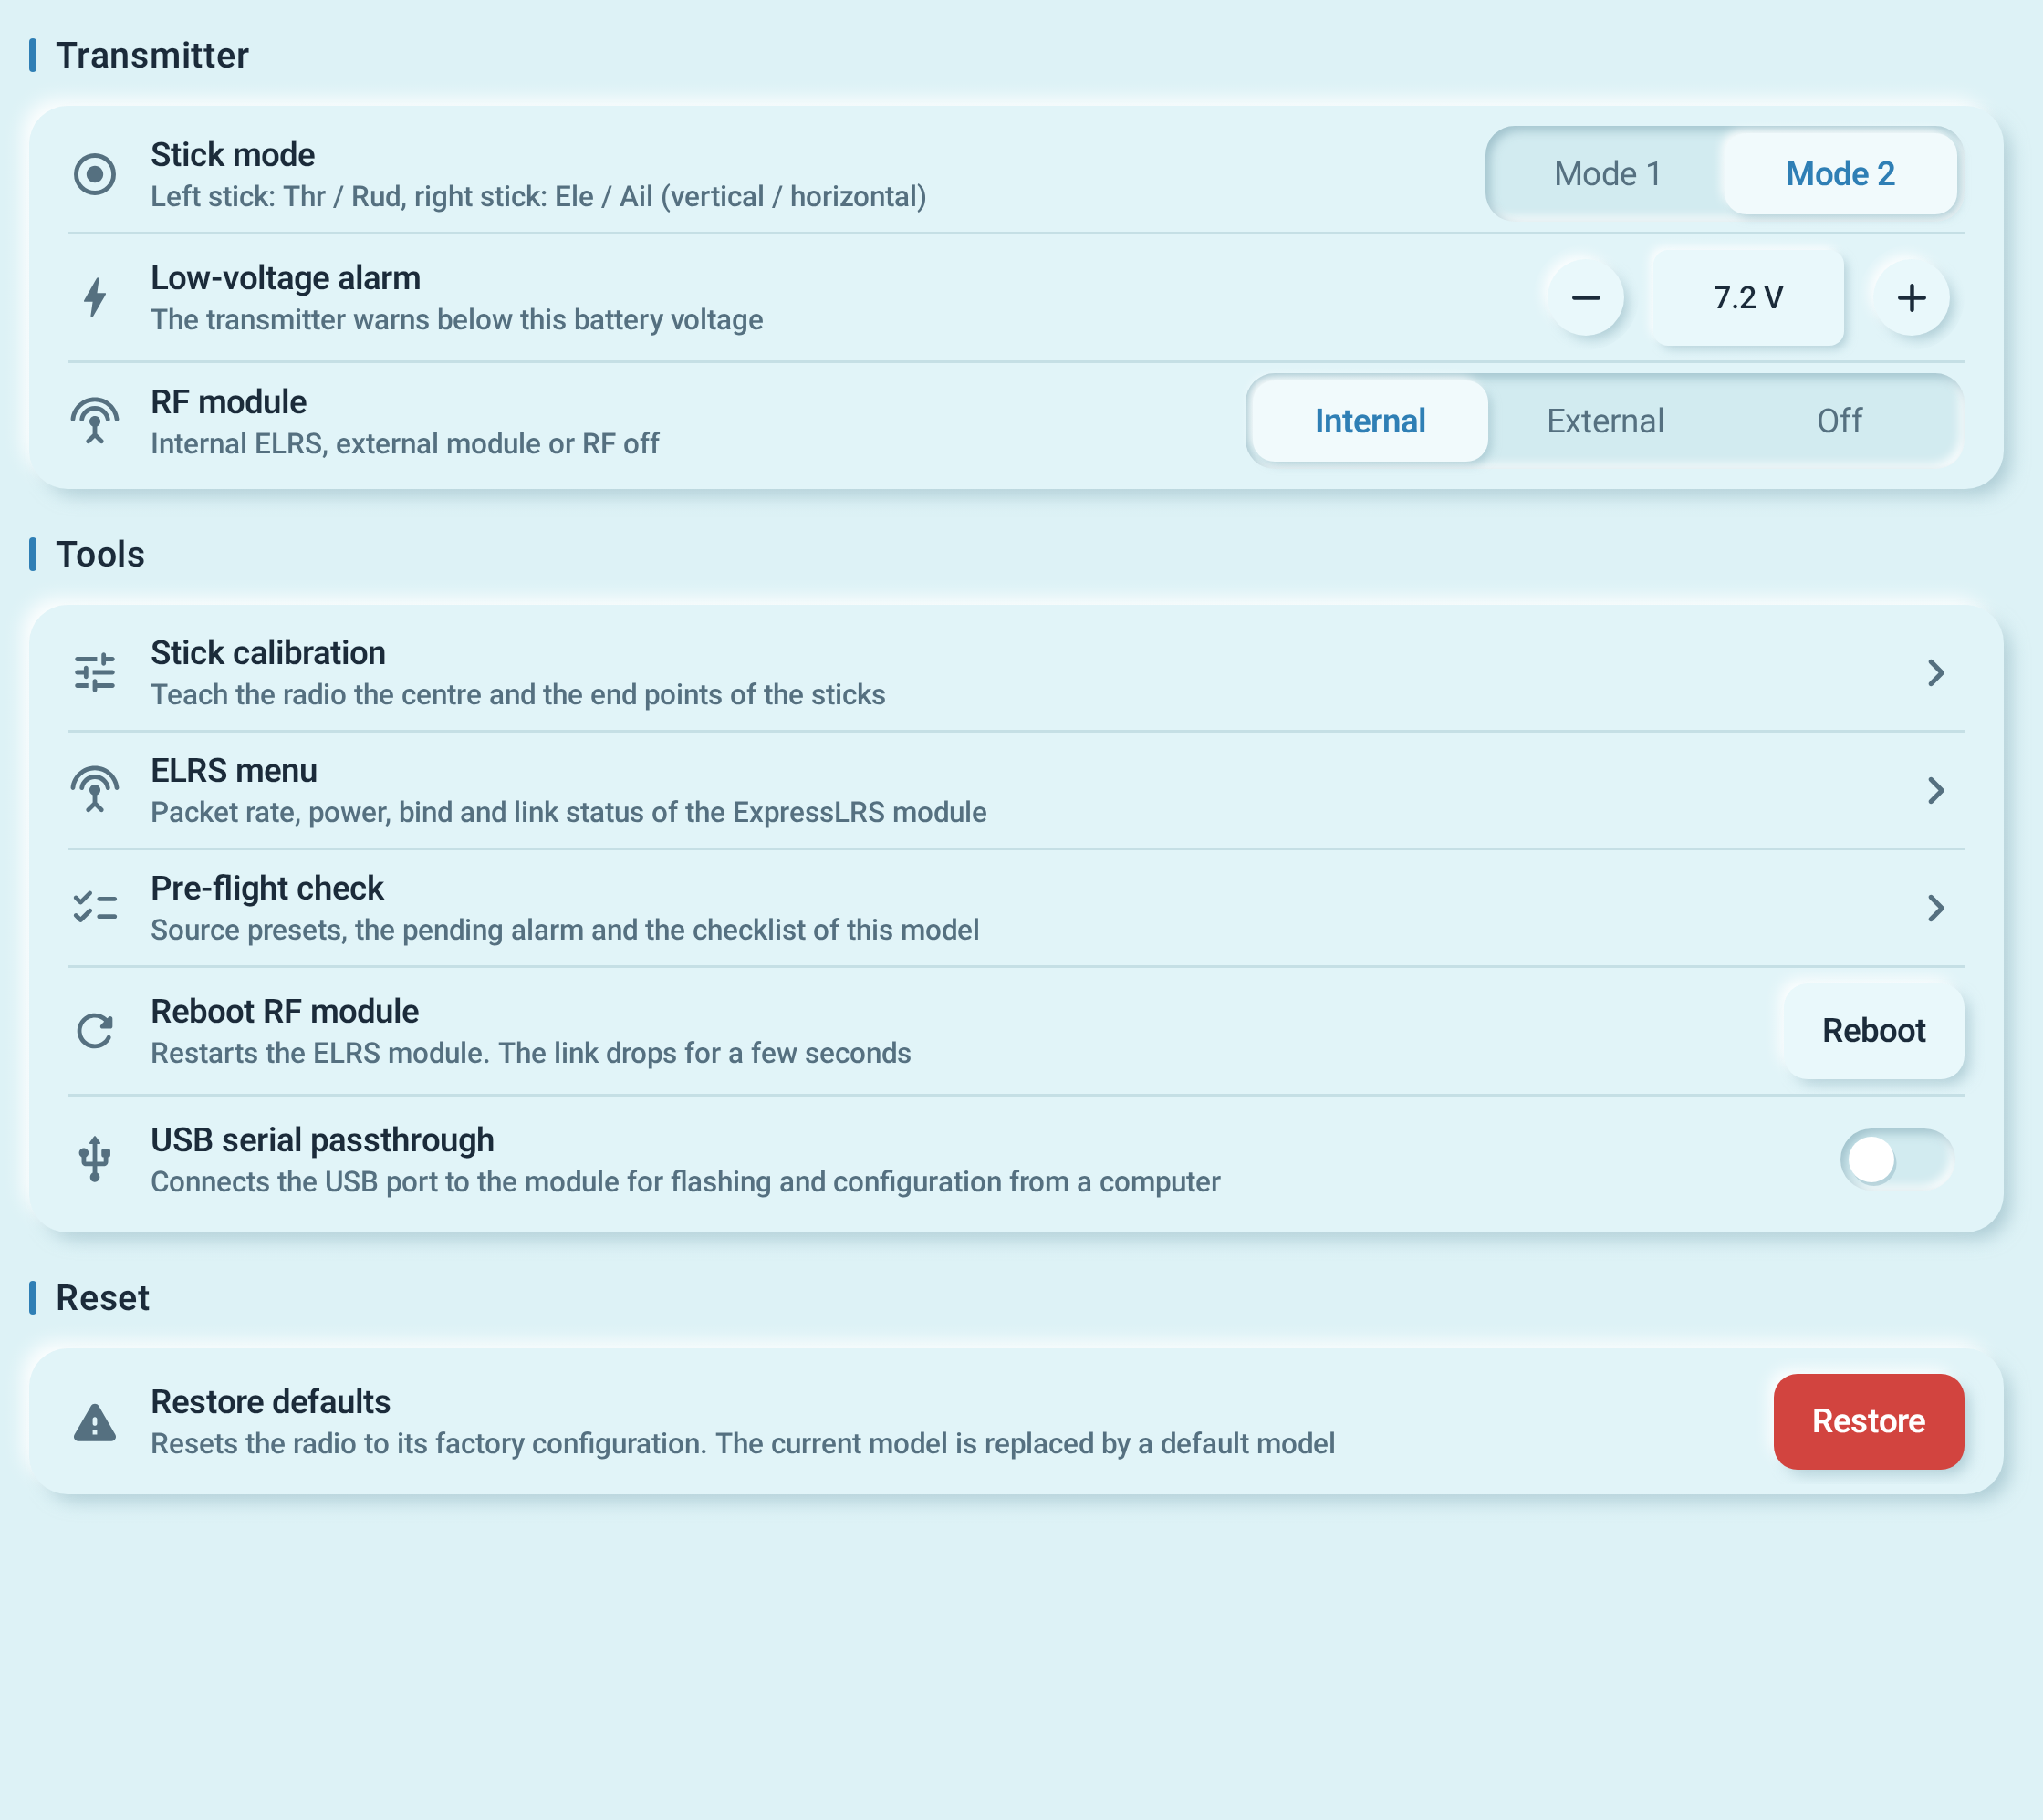 Transmitter
Stick mode
Left stick: Thr / Rud, right stick: Ele / Ail (vertical / horizontal)
Mode 1
Mode 2
Low-voltage alarm
The transmitter warns below this battery voltage
7.2 V
RF module
Internal ELRS, external module or RF off
Internal
External
Off
Tools
Stick calibration
Teach the radio the centre and the end points of the sticks
ELRS menu
Packet rate, power, bind and link status of the ExpressLRS module
Pre-flight check
Source presets, the pending alarm and the checklist of this model
Reboot RF module
Restarts the ELRS module. The link drops for a few seconds
Reboot
USB serial passthrough
Connects the USB port to the module for flashing and configuration from a computer
Reset
Restore defaults
Resets the radio to its factory configuration. The current model is replaced by a default model
Restore